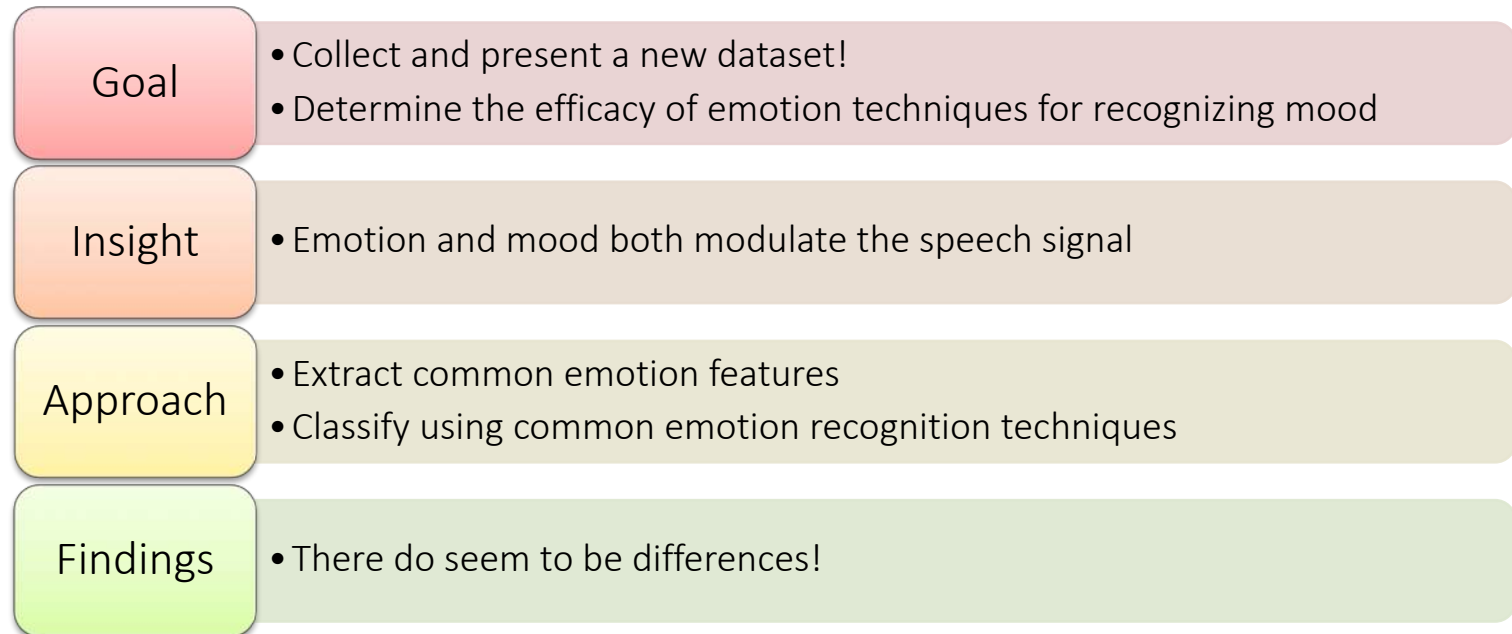 Goal
• Collect and present a new dataset!
• Determine the efficacy of emotion techniques for recognizing mood
Insight
• Emotion and mood both modulate the speech signal
Approach
• Extract common emotion features
• Classify using common emotion recognition techniques
Findings
• There do seem to be differences!